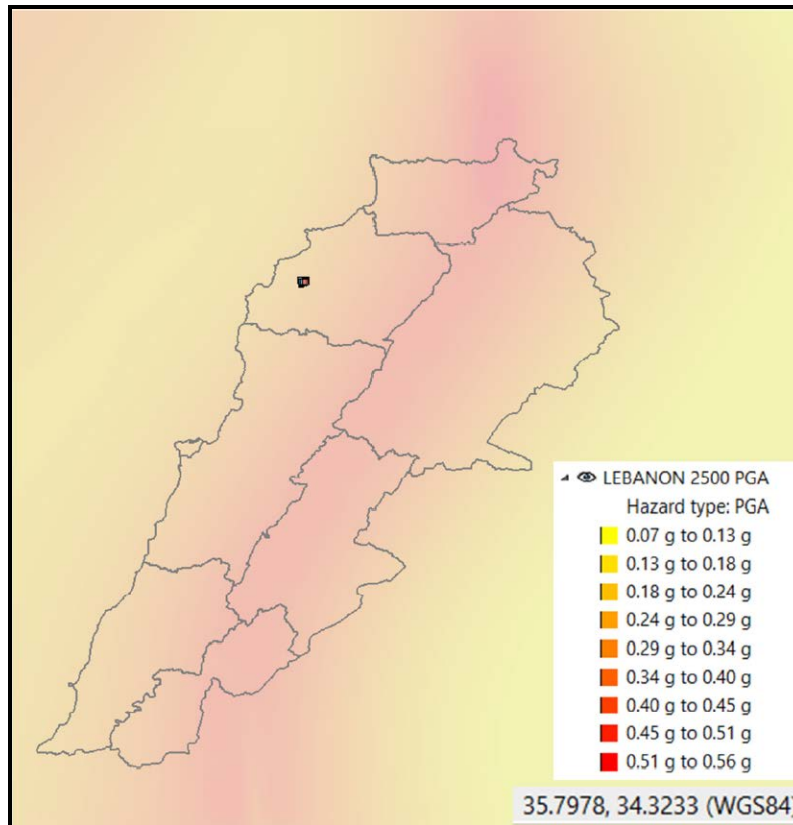 LEBANON 2500 PGA
Hazard type: PGA
0.07 g to 0.13 g
0.13 g to 0.18 g
0.18 g to 0.24 g
0.24 g to 0.29 g
0.29 g to 0.34 g
0.34 g to 0.40 g
0.40 g to 0.45 g
0.45 g to 0.51 g
0.51 g to 0.56 g
35.7978, 34.3233 (WGS84)